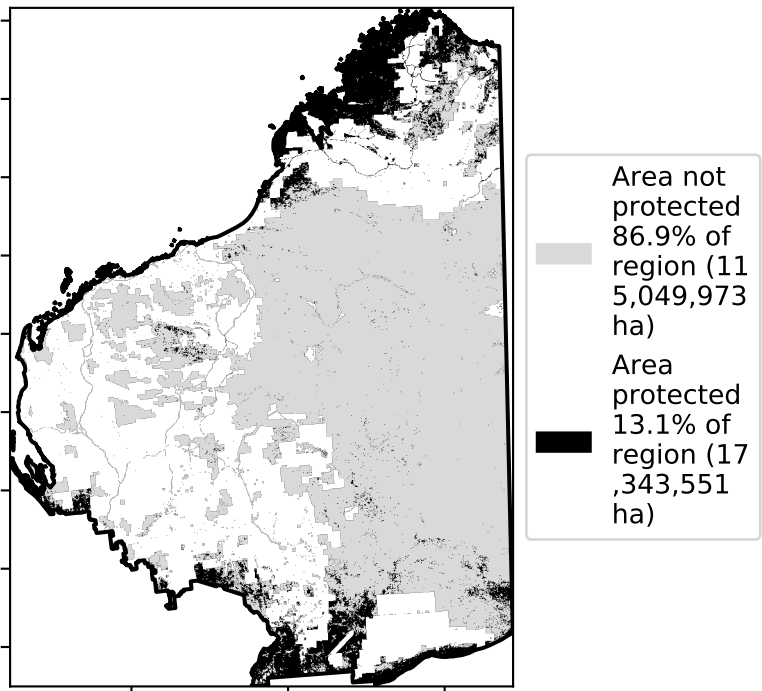 Area not
protected
86.9% of
region (11
5,049,973
ha)
Area
protected
13.1% of
region (17
,343,551
ha)